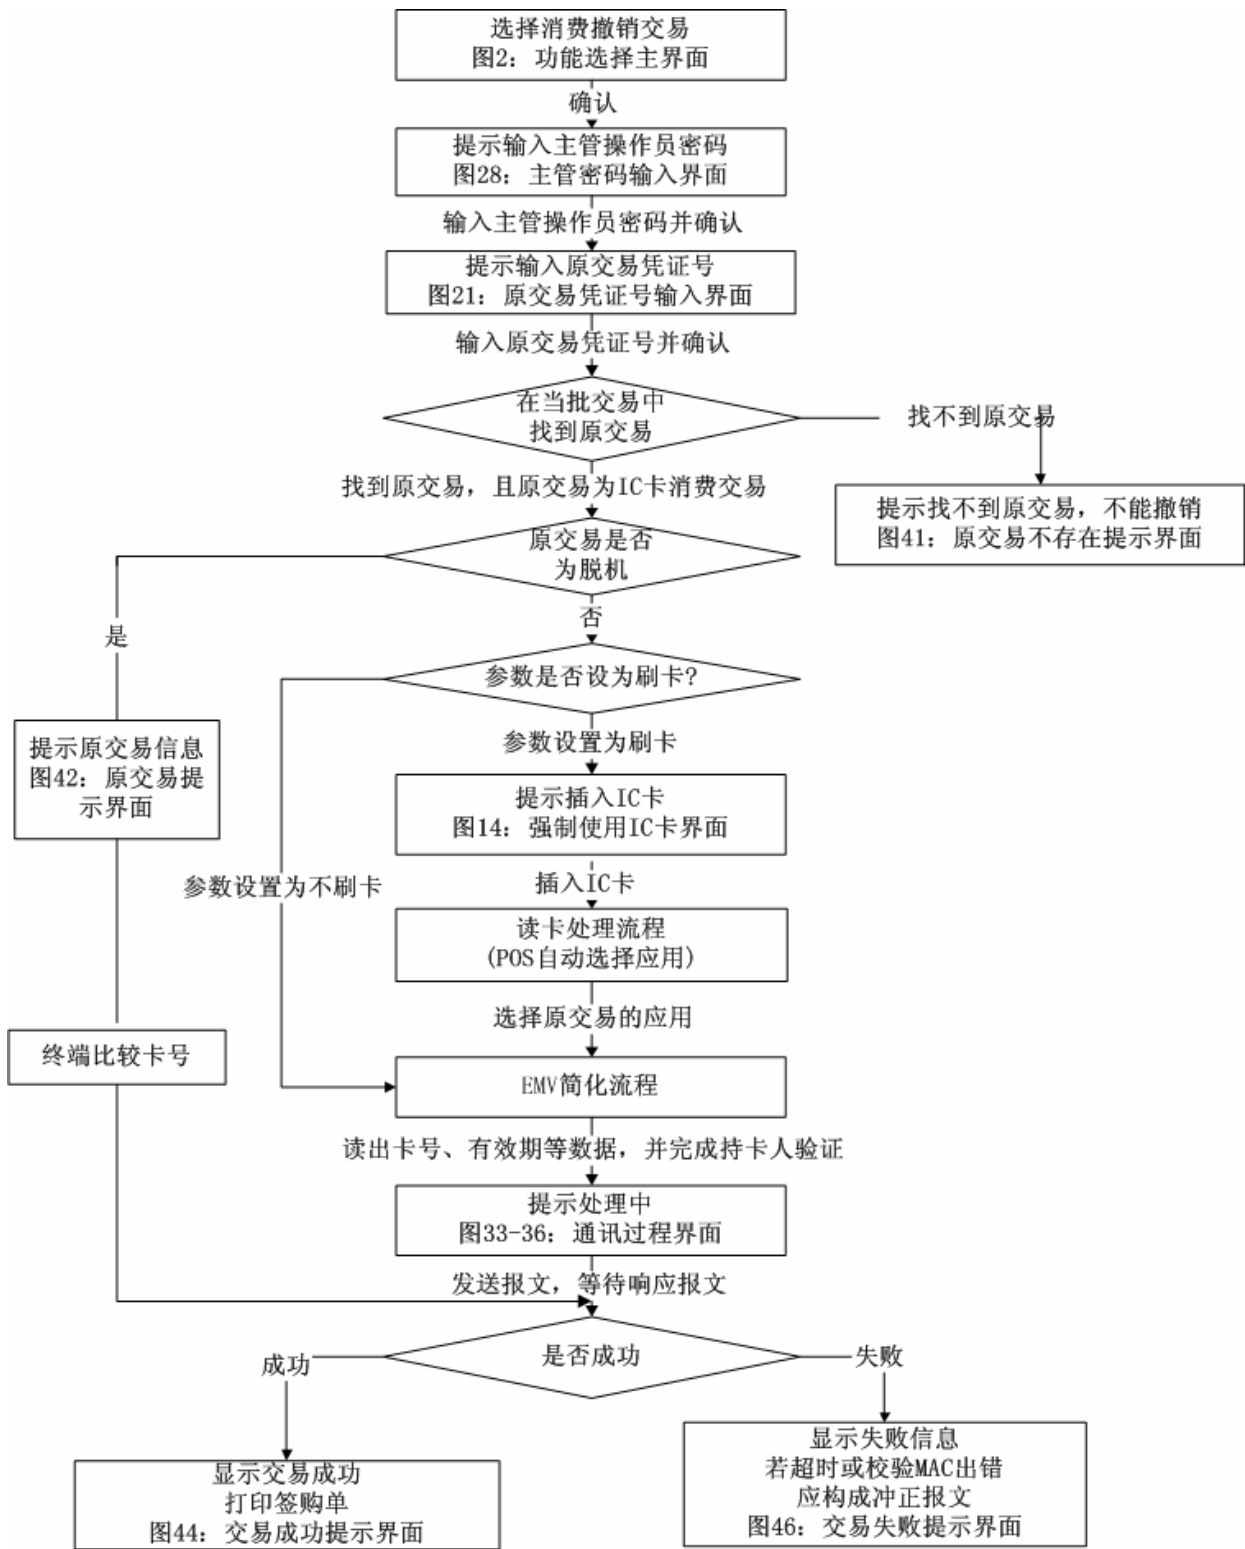 选择消费撤销交易
图2：功能选择主界面
确认
提示输入主管操作员密码
图28：主管密码输入界面
输入主管操作员密码并确认
提示输入原交易凭证号
图21：原交易凭证号输入界面
输入原交易凭证号并确认
在当批交易中
找到原交易
找不到原交易
找到原交易，且原交易为IC卡消费交易
提示找不到原交易，不能撤销
图41：原交易不存在提示界面
原交易是否
为脱机
是
否
参数是否设为刷卡?
参数设置为刷卡
提示原交易信息
图42：原交易提
示界面
提示插入IC卡
图14：强制使用IC卡界面
参数设置为不刷卡
插入IC卡
读卡处理流程
(POS自动选择应用)
选择原交易的应用
终端比较卡号
EMV简化流程
读出卡号、有效期等数据，并完成持卡人验证
提示处理中
图33-36：通讯过程界面
发送报文，等待响应报文
是否成功
成功
失败
显示交易成功
打印签购单
图44：交易成功提示界面
显示失败信息
若超时或校验MAC出错
应构成冲正报文
图46：交易失败提示界面